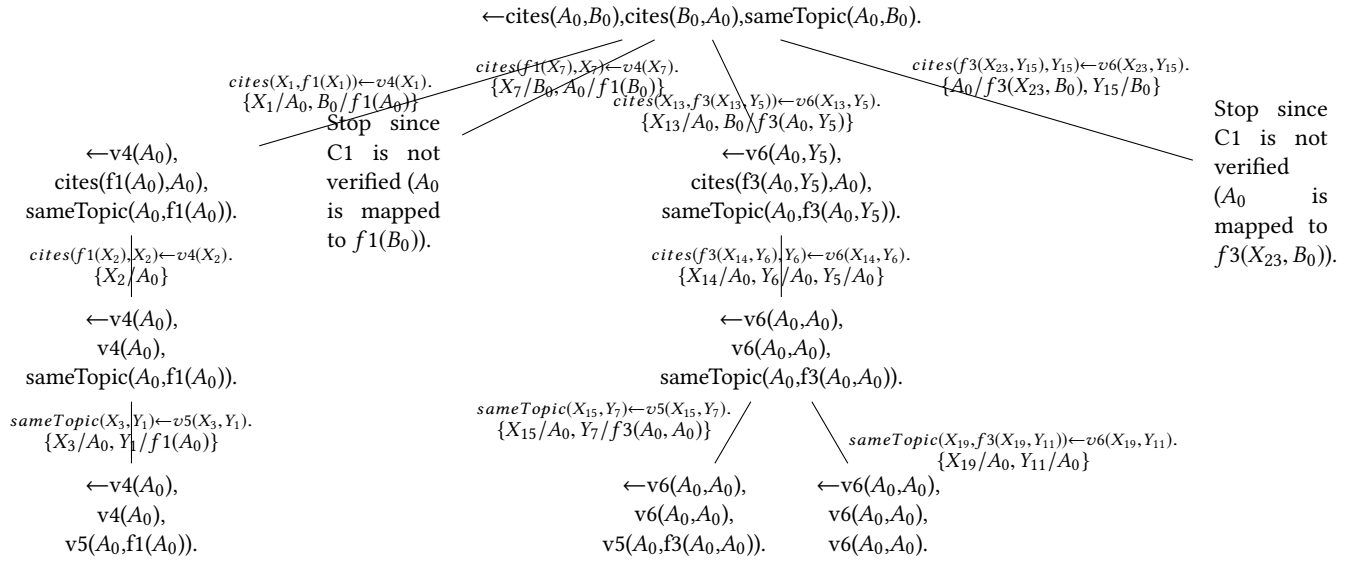 ←cites(A₀,B₀),cites(B₀,A₀),sameTopic(A₀,B₀).
cites(X₁,f1(X₁))←v4(X₁).
{X₁/A₀, B₀/f1(A₀)}
cites(f1(X₇),X₇)←v4(X₇).
{X₇/B₀, A₀/f1(B₀)}
cites(X₁₃,f3(X₁₃,Y₅))←v6(X₁₃,Y₅).
{X₁₃/A₀, B₀/f3(A₀, Y₅)}
cites(f3(X₂₃,Y₁₅),Y₁₅)←v6(X₂₃,Y₁₅).
{A₀/f3(X₂₃, B₀), Y₁₅/B₀}
←v4(A₀),
cites(f1(A₀),A₀),
sameTopic(A₀,f1(A₀)).
Stop since
C1 is not
verified (A₀
is mapped
to f1(B₀)).
←v6(A₀,Y₅),
cites(f3(A₀,Y₅),A₀),
sameTopic(A₀,f3(A₀,Y₅)).
Stop since
C1 is not
verified
(A₀ is
mapped to
f3(X₂₃, B₀)).
cites(f1(X₂),X₂)←v4(X₂).
{X₂/A₀}
cites(f3(X₁₄,Y₆),Y₆)←v6(X₁₄,Y₆).
{X₁₄/A₀, Y₆/A₀, Y₅/A₀}
←v4(A₀),
v4(A₀),
sameTopic(A₀,f1(A₀)).
←v6(A₀,A₀),
v6(A₀,A₀),
sameTopic(A₀,f3(A₀,A₀)).
sameTopic(X₃,Y₁)←v5(X₃,Y₁).
{X₃/A₀, Y₁/f1(A₀)}
sameTopic(X₁₅,Y₇)←v5(X₁₅,Y₇).
{X₁₅/A₀, Y₇/f3(A₀, A₀)}
sameTopic(X₁₉,f3(X₁₉,Y₁₁))←v6(X₁₉,Y₁₁).
{X₁₉/A₀, Y₁₁/A₀}
←v4(A₀),
v4(A₀),
v5(A₀,f1(A₀)).
←v6(A₀,A₀),
v6(A₀,A₀),
v5(A₀,f3(A₀,A₀)).
←v6(A₀,A₀),
v6(A₀,A₀),
v6(A₀,A₀).